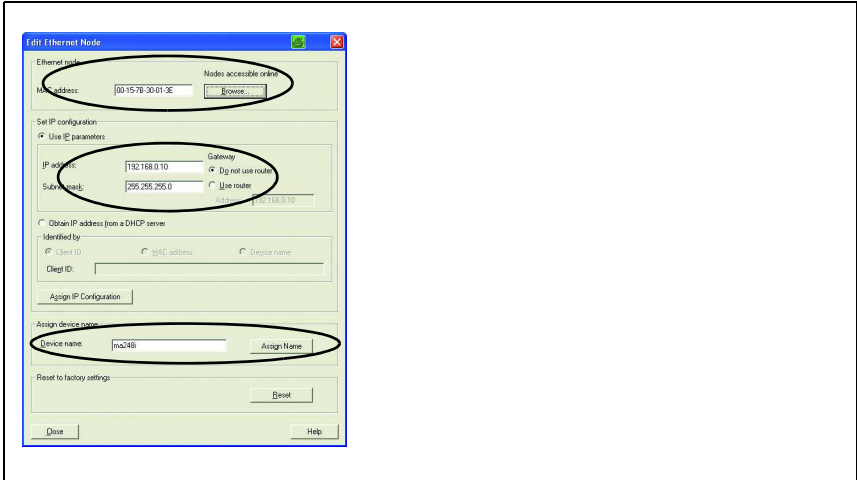 Edit Ethernet Node
Ethernet node
Nodes accessible online
MAC address:
00-15-7B-30-01-3E
Browse...
Set IP configuration
Use IP parameters
Gateway
IP address:
192.168.0.10
Do not use router
Subnet mask:
255.255.255.0
Use router
Address:
192.168.0.10
Obtain IP address from a DHCP server
Identified by
Client ID
MAC address
Device name
Client ID:
Assign IP Configuration
Assign device name
Device name:
ma248i
Assign Name
Reset to factory settings
Reset
Close
Help